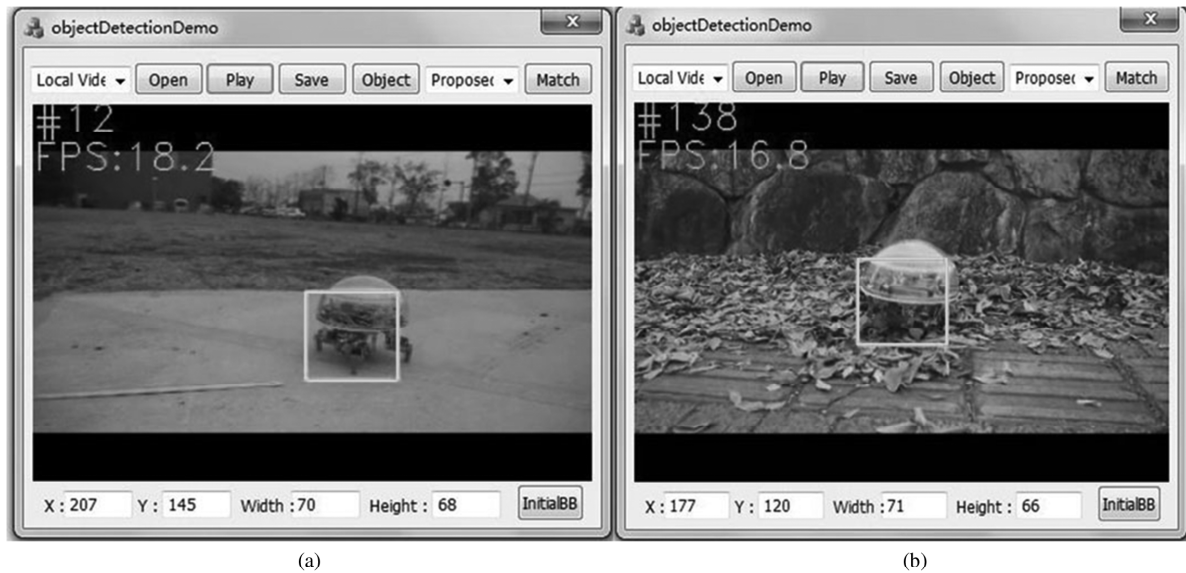 objectDetectionDemo
Local Vide Open Play Save Object Proposec Match
#12
FPS:18.2
X : 207 Y : 145 Width : 70 Height : 68 InitialBB
(a)
objectDetectionDemo
Local Vide Open Play Save Object Proposec Match
#138
FPS:16.8
X : 177 Y : 120 Width : 71 Height : 66 InitialBB
(b)